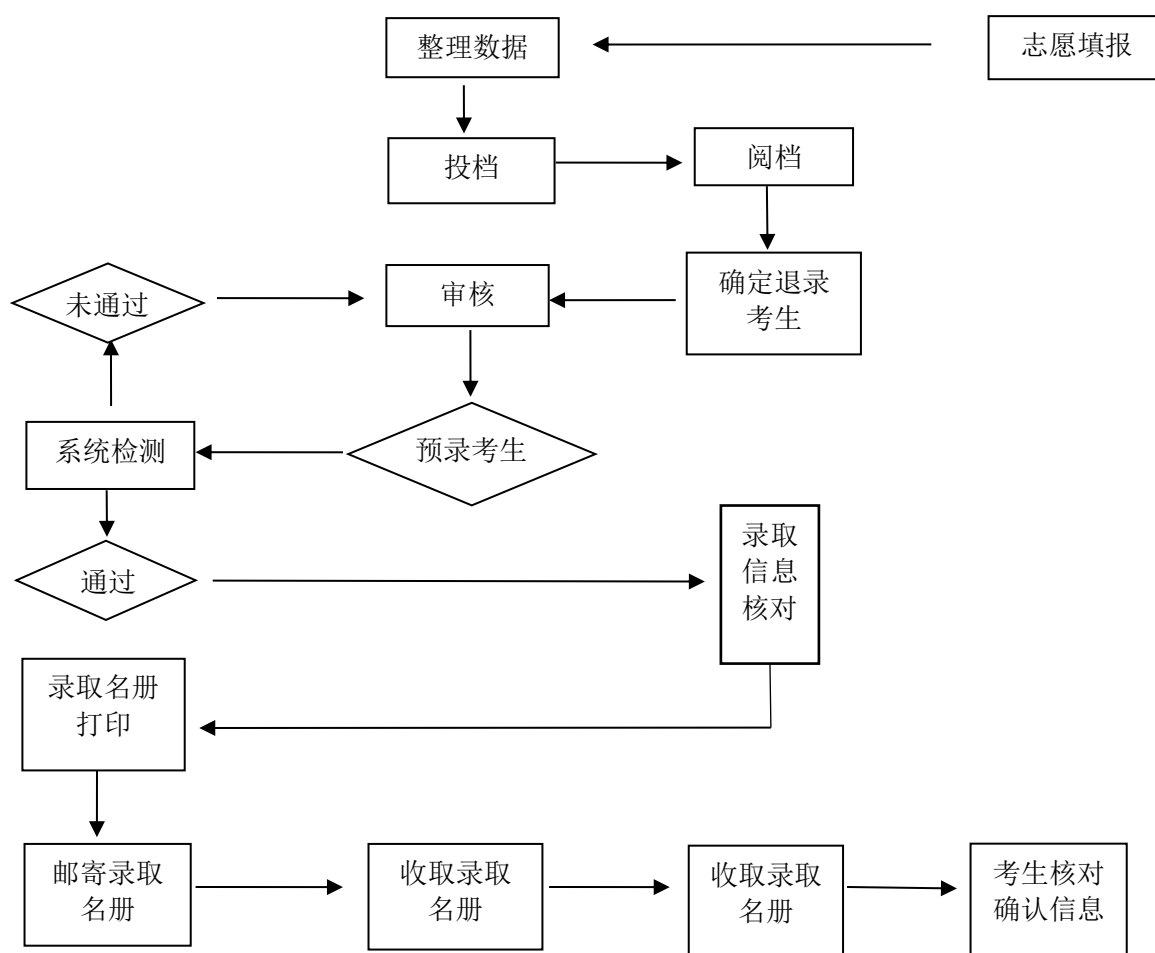 整理数据
志愿填报
投档
阅档
未通过
审核
确定退录
考生
系统检测
预录考生
通过
录取
信息
核对
录取名册
打印
邮寄录取
名册
收取录取
名册
收取录取
名册
考生核对
确认信息